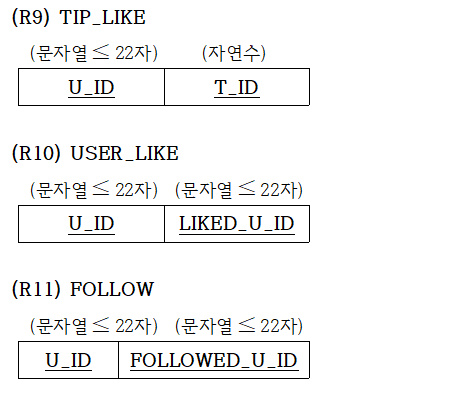 (R9) TIP_LIKE
(문자열 ≤ 22자) (자연수)
U_ID T_ID
(R10) USER_LIKE
(문자열 ≤ 22자) (문자열 ≤ 22자)
U_ID LIKED_U_ID
(R11) FOLLOW
(문자열 ≤ 22자) (문자열 ≤ 22자)
U_ID FOLLOWED_U_ID